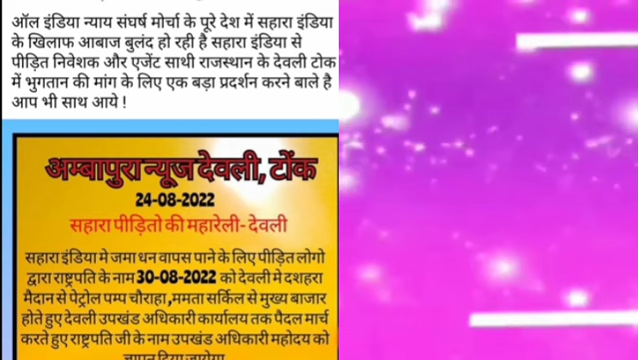 ऑल इंडिया न्याय संघर्ष मोर्चा के पूरे देश में सहारा इंडिया
के खिलाफ आबाज बुलंद हो रही है सहारा इंडिया से
पीड़ित निवेशक और एजेंट साथी राजस्थान के देवली टोक
में भुगतान की मांग के लिए एक बड़ा प्रदर्शन करने बाले है
आप भी साथ आये !
अम्बापुरा न्यूज देवली, टोंक
24-08-2022
सहारा पीड़ितो की महारेली- देवली
सहारा इंडिया मे जमा धन वापस पाने के लिए पीड़ित लोगो
द्वारा राष्ट्रपति के नाम 30-08-2022 को देवली मे दशहरा
मैदान से पेट्रोल पम्प चौराहा ,ममता सर्किल से मुख्य बाजार
होते हुए देवली उपखंड अधिकारी कार्यालय तक पैदल मार्च
करते हुए राष्ट्रपति जी के नाम उपखंड अधिकारी महोदय को